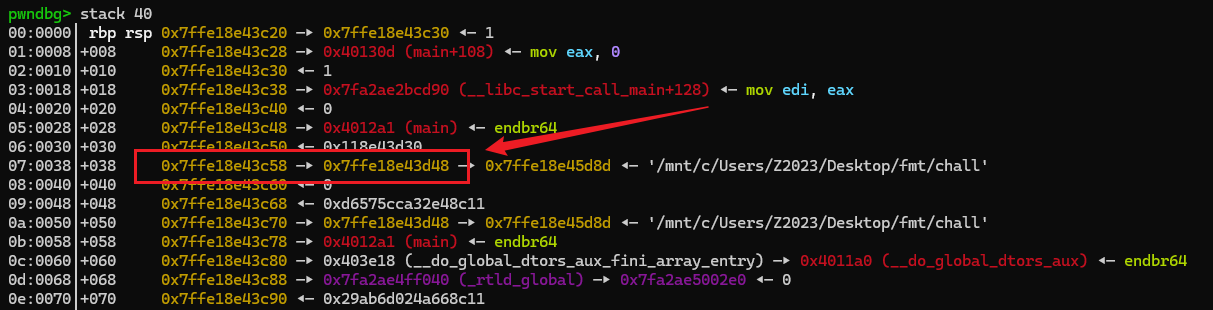 pwndbg> stack 40
00:0000│ rbp rsp 0x7ffe18e43c20 —▸ 0x7ffe18e43c30 ◂— 1
01:0008│+008 0x7ffe18e43c28 —▸ 0x40130d (main+108) ◂— mov eax, 0
02:0010│+010 0x7ffe18e43c30 ◂— 1
03:0018│+018 0x7ffe18e43c38 —▸ 0x7fa2ae2bcd90 (__libc_start_call_main+128) ◂— mov edi, eax
04:0020│+020 0x7ffe18e43c40 ◂— 0
05:0028│+028 0x7ffe18e43c48 —▸ 0x4012a1 (main) ◂— endbr64
06:0030│+030 0x7ffe18e43c50 ◂— 0x118e43d30
07:0038│+038 0x7ffe18e43c58 —▸ 0x7ffe18e43d48 —▸ 0x7ffe18e45d8d ◂— '/mnt/c/Users/Z2023/Desktop/fmt/chall'
08:0040│+040 0x7ffe18e43c60 ◂— 0
09:0048│+048 0x7ffe18e43c68 ◂— 0xd6575cca32e48c11
0a:0050│+050 0x7ffe18e43c70 —▸ 0x7ffe18e43d48 —▸ 0x7ffe18e45d8d ◂— '/mnt/c/Users/Z2023/Desktop/fmt/chall'
0b:0058│+058 0x7ffe18e43c78 —▸ 0x4012a1 (main) ◂— endbr64
0c:0060│+060 0x7ffe18e43c80 —▸ 0x403e18 (__do_global_dtors_aux_fini_array_entry) —▸ 0x4011a0 (__do_global_dtors_aux) ◂— endbr64
0d:0068│+068 0x7ffe18e43c88 —▸ 0x7fa2ae4ff040 (_rtld_global) —▸ 0x7fa2ae5002e0 ◂— 0
0e:0070│+070 0x7ffe18e43c90 ◂— 0x29ab6d024a668c11